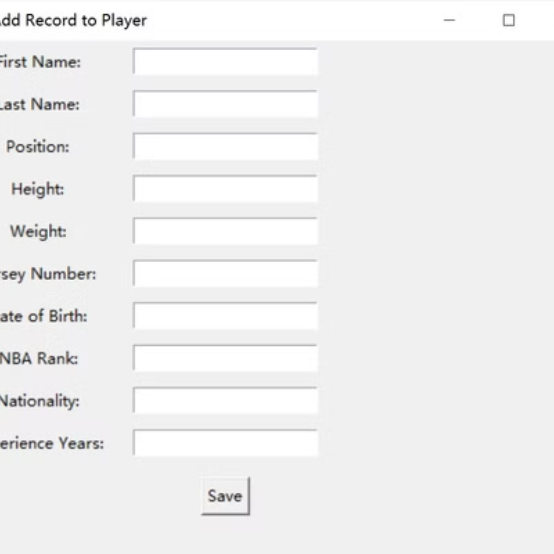 dd Record to Player
First Name:
Last Name:
Position:
Height:
Weight:
rsey Number:
ate of Birth:
NBA Rank:
Nationality:
erience Years:
Save